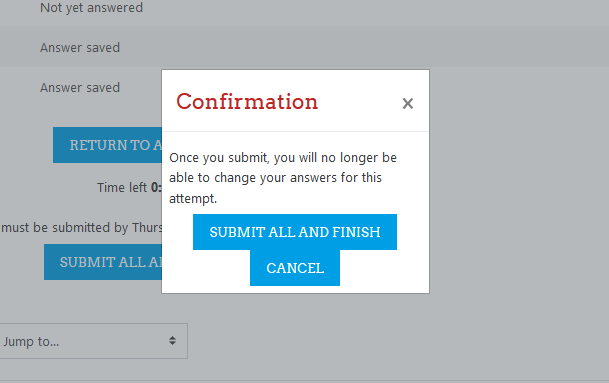 Not yet answered
Answer saved
Answer saved
RETURN TO A
Time left 0:
must be submitted by Thurs
SUBMIT ALL A
Jump to...
Confirmation
×
Once you submit, you will no longer be
able to change your answers for this
attempt.
SUBMIT ALL AND FINISH
CANCEL